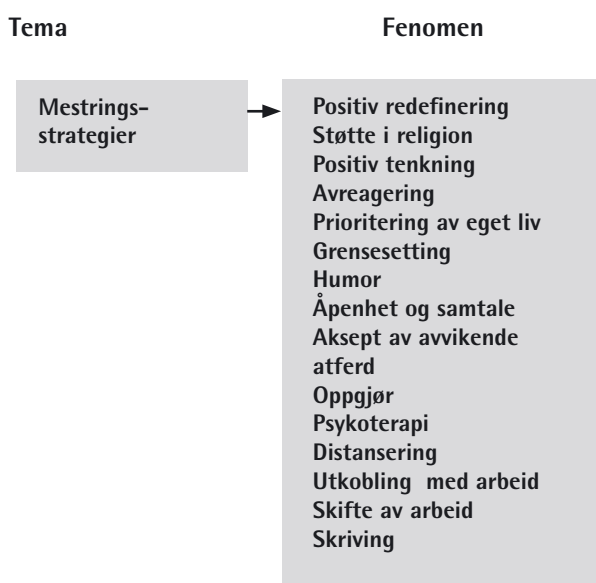 Tema
Fenomen
Mestrings-
strategier
Positiv redefinering
Støtte i religion
Positiv tenkning
Avreagering
Prioritering av eget liv
Grensesetting
Humor
Åpenhet og samtale
Aksept av avvikende
atferd
Oppgjør
Psykoterapi
Distansering
Utkobling  med arbeid
Skifte av arbeid
Skriving